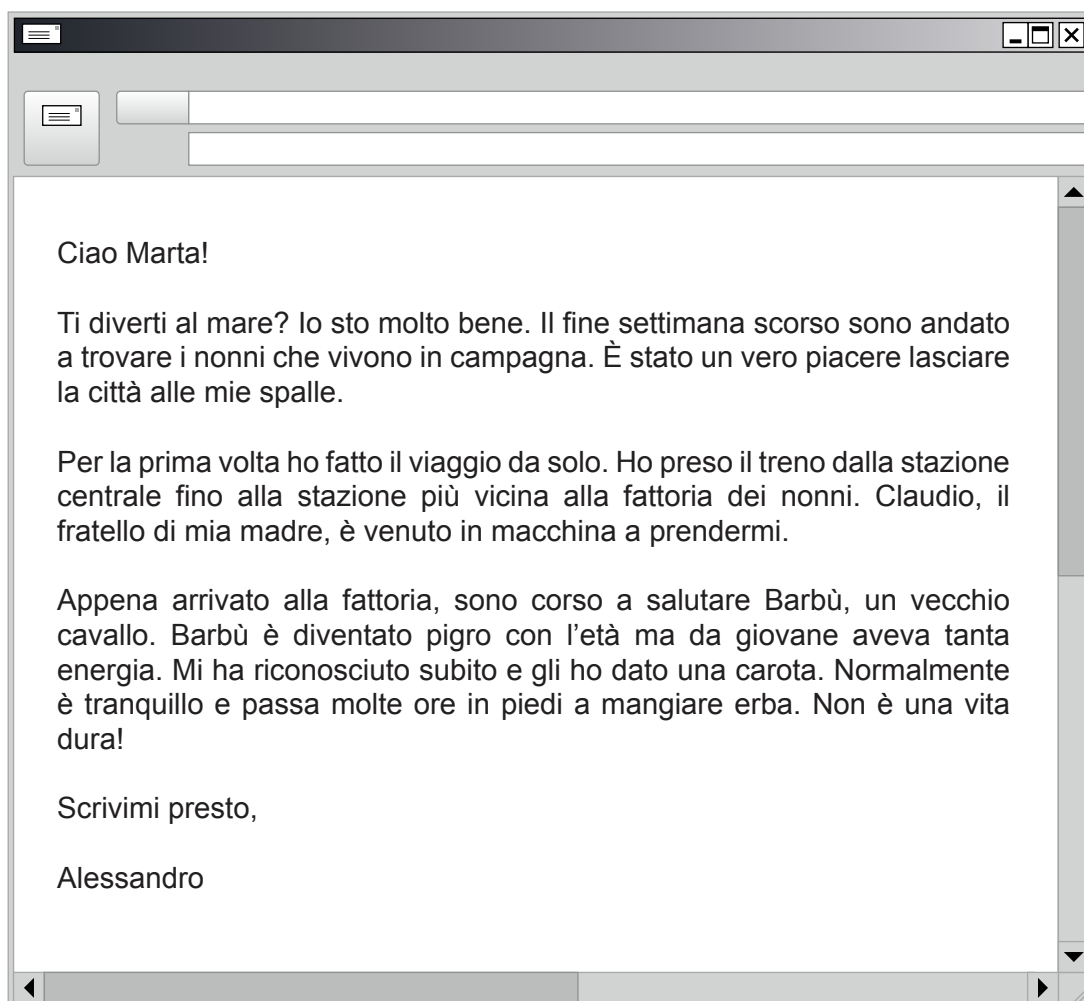 Ciao Marta!
Ti diverti al mare? Io sto molto bene. Il fine settimana scorso sono andato
a trovare i nonni che vivono in campagna. È stato un vero piacere lasciare
la città alle mie spalle.
Per la prima volta ho fatto il viaggio da solo. Ho preso il treno dalla stazione
centrale fino alla stazione più vicina alla fattoria dei nonni. Claudio, il
fratello di mia madre, è venuto in macchina a prendermi.
Appena arrivato alla fattoria, sono corso a salutare Barbù, un vecchio
cavallo. Barbù è diventato pigro con l’età ma da giovane aveva tanta
energia. Mi ha riconosciuto subito e gli ho dato una carota. Normalmente
è tranquillo e passa molte ore in piedi a mangiare erba. Non è una vita
dura!
Scrivimi presto,
Alessandro